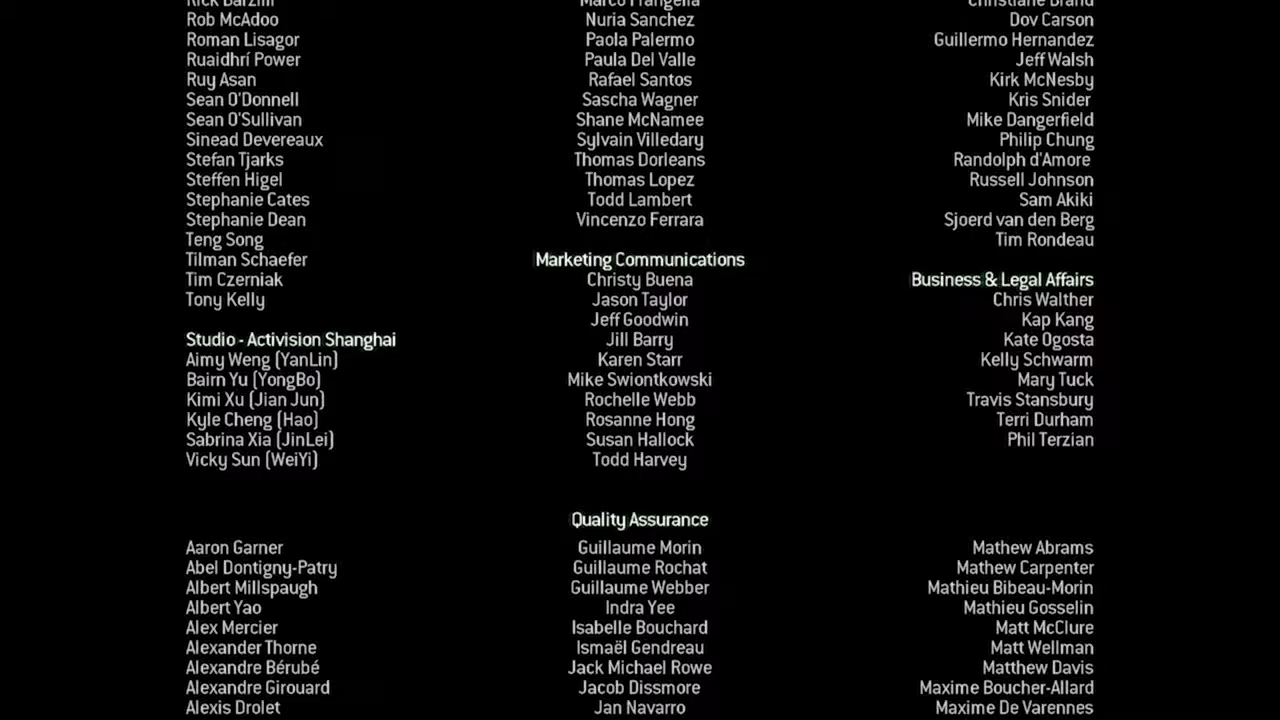 Rob McAdoo
Roman Lisagor
Ruaidhrí Power
Ruy Asan
Sean O'Donnell
Sean O'Sullivan
Sinead Devereaux
Stefan Tjarks
Steffen Higel
Stephanie Cates
Stephanie Dean
Teng Song
Tilman Schaefer
Tim Czerniak
Tony Kelly
Studio - Activision Shanghai
Aimy Weng (YanLin)
Bairn Yu (YongBo)
Kimi Xu (Jian Jun)
Kyle Cheng (Hao)
Sabrina Xia (JinLei)
Vicky Sun (WeiYi)
Marco Frangella
Nuria Sanchez
Paola Palermo
Paula Del Valle
Rafael Santos
Sascha Wagner
Shane McNamee
Sylvain Villedary
Thomas Dorleans
Thomas Lopez
Todd Lambert
Vincenzo Ferrara
Marketing Communications
Christy Buena
Jason Taylor
Jeff Goodwin
Jill Barry
Karen Starr
Mike Swiontkowski
Rochelle Webb
Rosanne Hong
Susan Hallock
Todd Harvey
Christiane Brand
Dov Carson
Guillermo Hernandez
Jeff Walsh
Kirk McNesby
Kris Snider
Mike Dangerfield
Philip Chung
Randolph d'Amore
Russell Johnson
Sam Akiki
Sjoerd van den Berg
Tim Rondeau
Business & Legal Affairs
Chris Walther
Kap Kang
Kate Ogosta
Kelly Schwarm
Mary Tuck
Travis Stansbury
Terri Durham
Phil Terzian
Quality Assurance
Aaron Garner
Abel Dontigny-Patry
Albert Millspaugh
Albert Yao
Alex Mercier
Alexander Thorne
Alexandre Bérubé
Alexandre Girouard
Alexis Drolet
Guillaume Morin
Guillaume Rochat
Guillaume Webber
Indra Yee
Isabelle Bouchard
Ismaël Gendreau
Jack Michael Rowe
Jacob Dissmore
Jan Navarro
Mathew Abrams
Mathew Carpenter
Mathieu Bibeau-Morin
Mathieu Gosselin
Matt McClure
Matt Wellman
Matthew Davis
Maxime Boucher-Allard
Maxime De Varennes